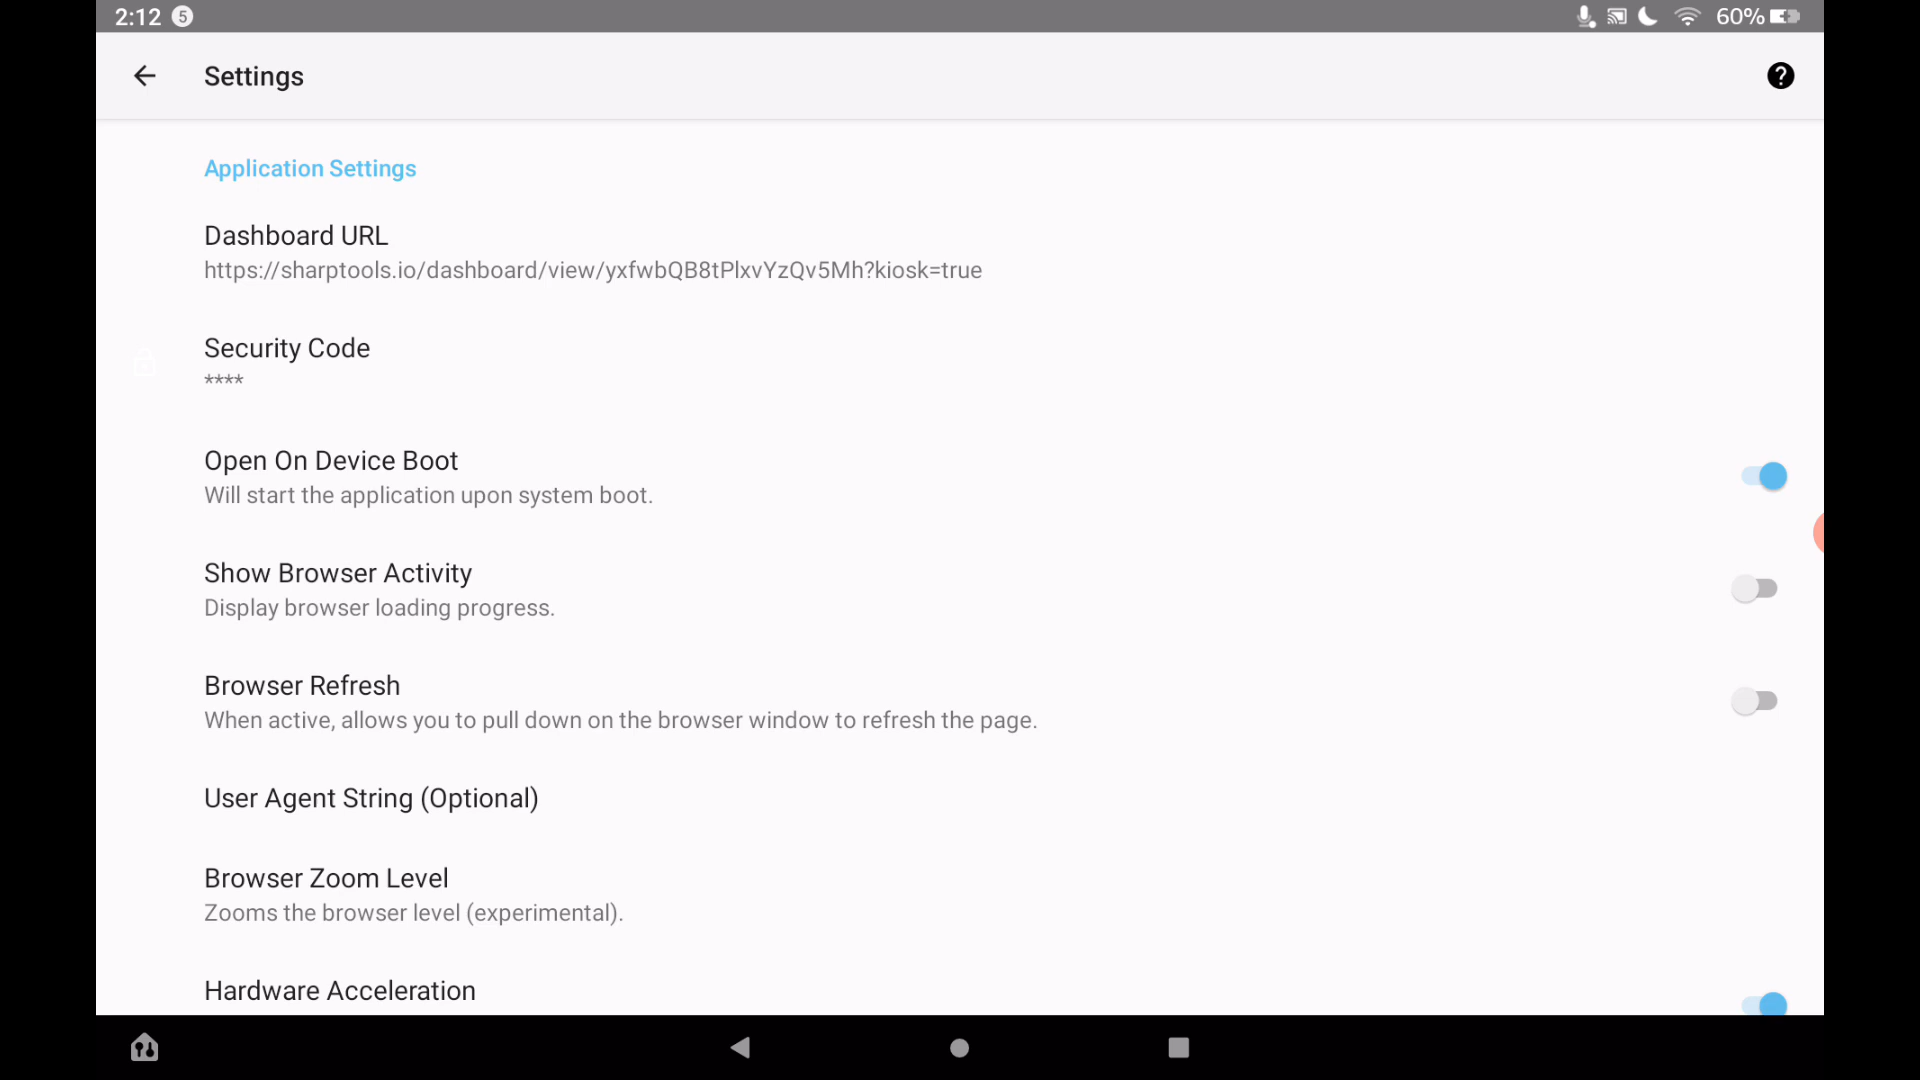 2:12 5 60%
Settings
Application Settings
Dashboard URL
https://sharptools.io/dashboard/view/yxfwbQB8tPlxvYzQv5Mh?kiosk=true
Security Code
****
Open On Device Boot
Will start the application upon system boot.
Show Browser Activity
Display browser loading progress.
Browser Refresh
When active, allows you to pull down on the browser window to refresh the page.
User Agent String (Optional)
Browser Zoom Level
Zooms the browser level (experimental).
Hardware Acceleration